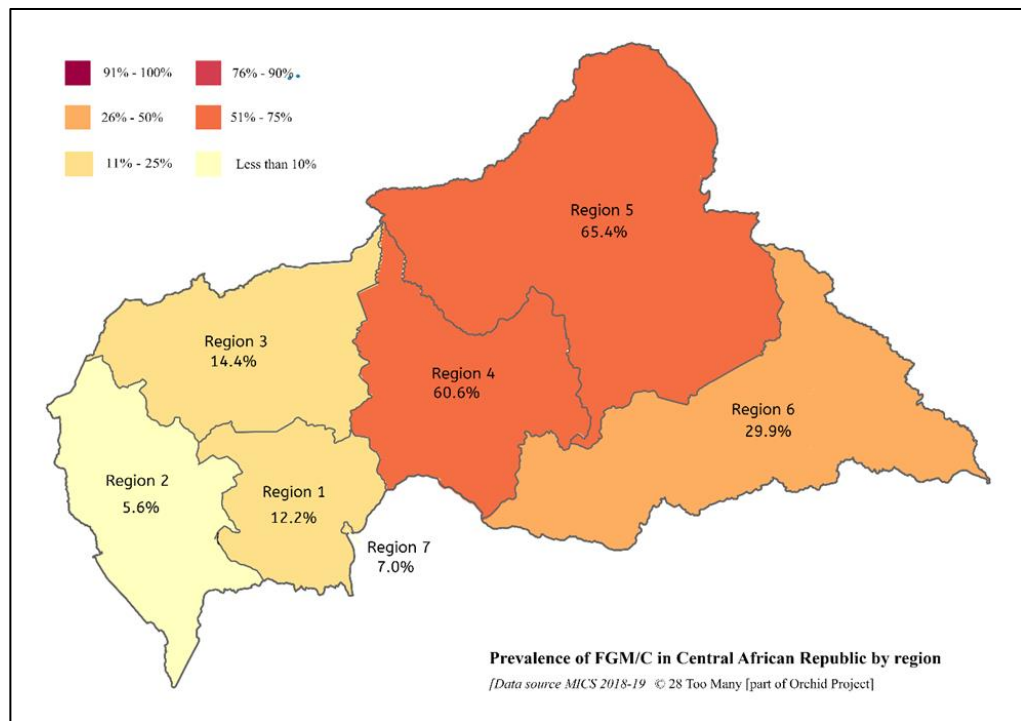 91% - 100%
76% - 90%
26% - 50%
51% - 75%
11% - 25%
Less than 10%
Region 5
65.4%
Region 3
14.4%
Region 4
60.6%
Region 6
29.9%
Region 2
5.6%
Region 1
12.2%
Region 7
7.0%
Prevalence of FGM/C in Central African Republic by region
[Data source MICS 2018-19 © 28 Too Many [part of Orchid Project]